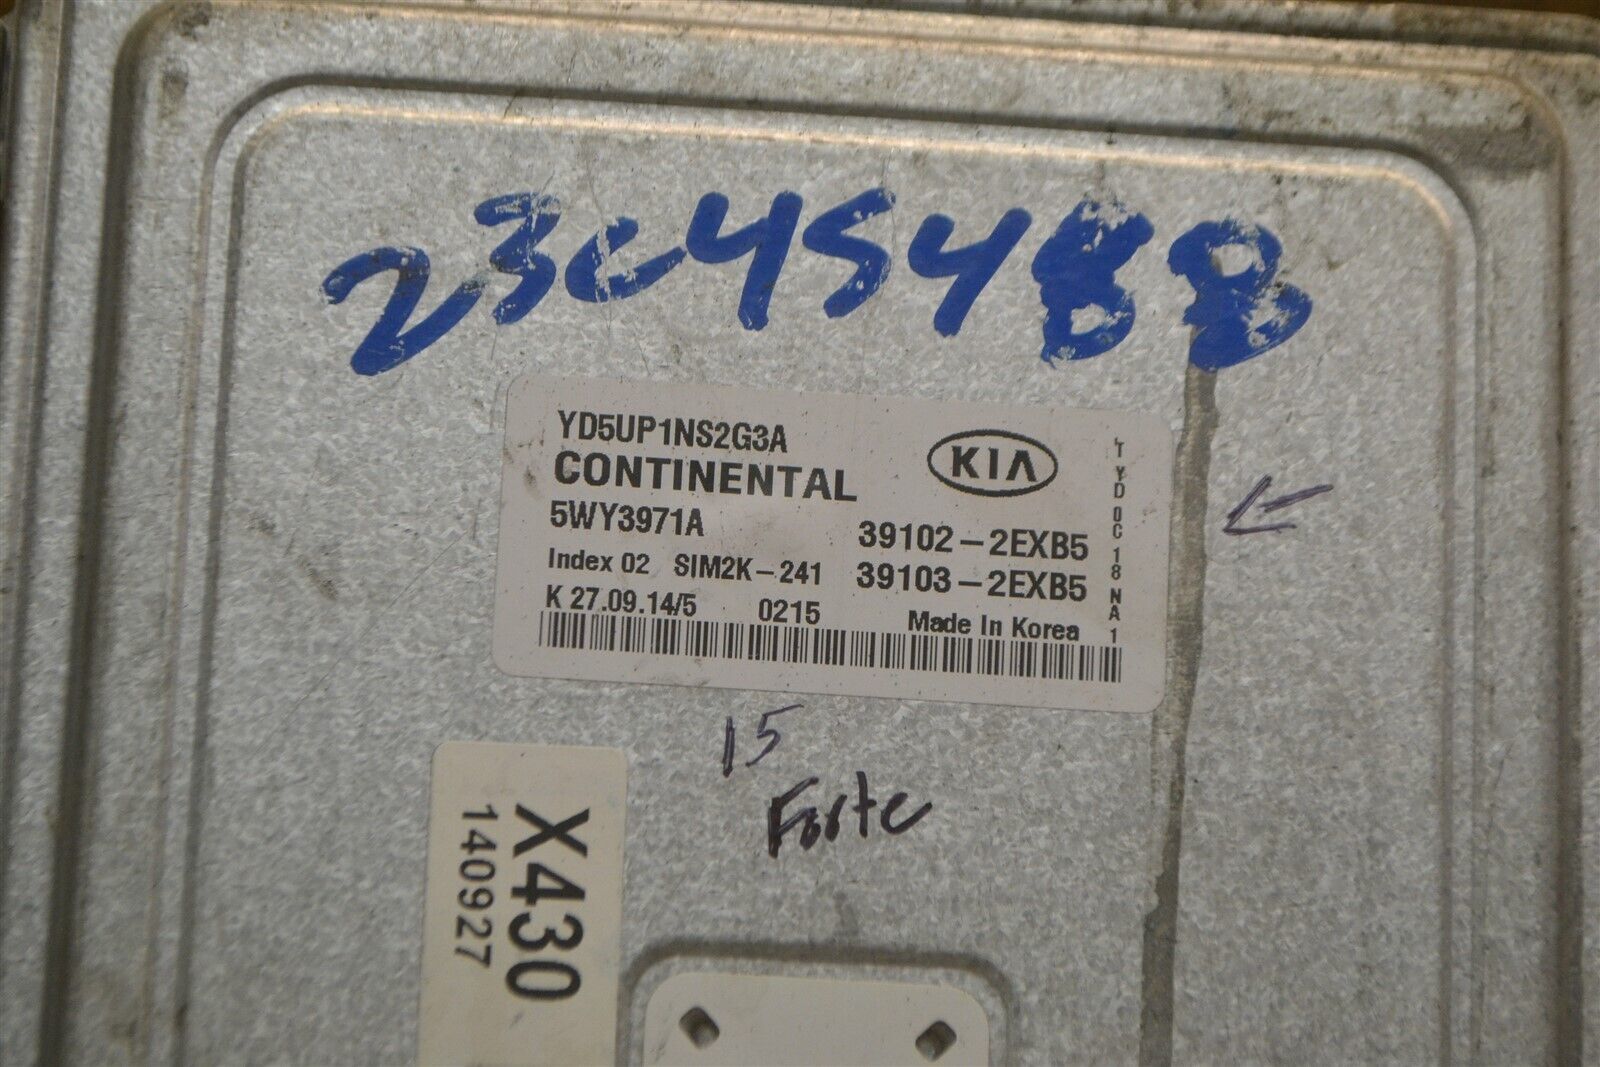 23C45488
YD5UP1NS2G3A
CONTINENTAL
KIA
5WY3971A
39102-2EXB5
Index 02 SIM2K-241 39103-2EXB5
K 27.09.14/5 0215 Made In Korea
TYD0C18NA1
15
Forte
X430
140927